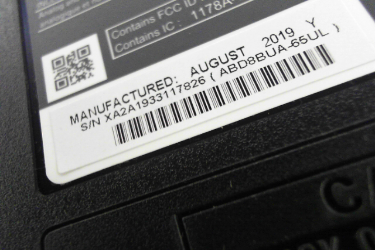 Contains FCC ID
Contains IC : 1178A-
MANUFACTURED: AUGUST 2019 Y
S/N XA2A1933117826 ( ABD8BUA-65UL )